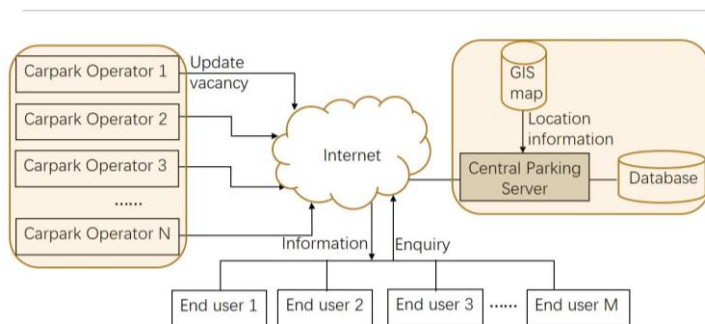 Carpark Operator 1
Update
vacancy
Carpark Operator 2
Carpark Operator 3
······
Carpark Operator N
Internet
GIS
map
Location
information
Central Parking
Server
Database
Information
Enquiry
End user 1
End user 2
End user 3
······
End user M